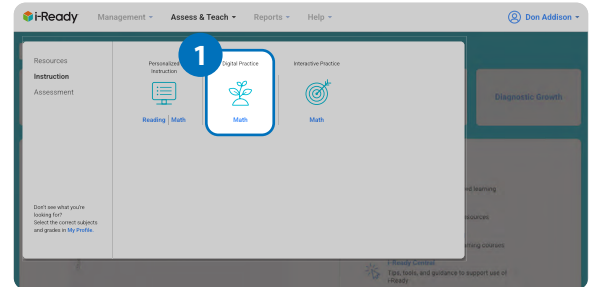 i-Ready
Management
Assess & Teach
Reports
Help
Don Addison
Resources
Instruction
Assessment
1
Personalized
Instruction
Reading | Math
Digital Practice
Math
Interactive Practice
Math
Don't see what you're
looking for?
Select the correct subjects
and grades in My Profile.
Diagnostic Growth
nd learning
esources
arning courses
i-Ready Central
Tips, tools, and guidance to support use of
i-Ready